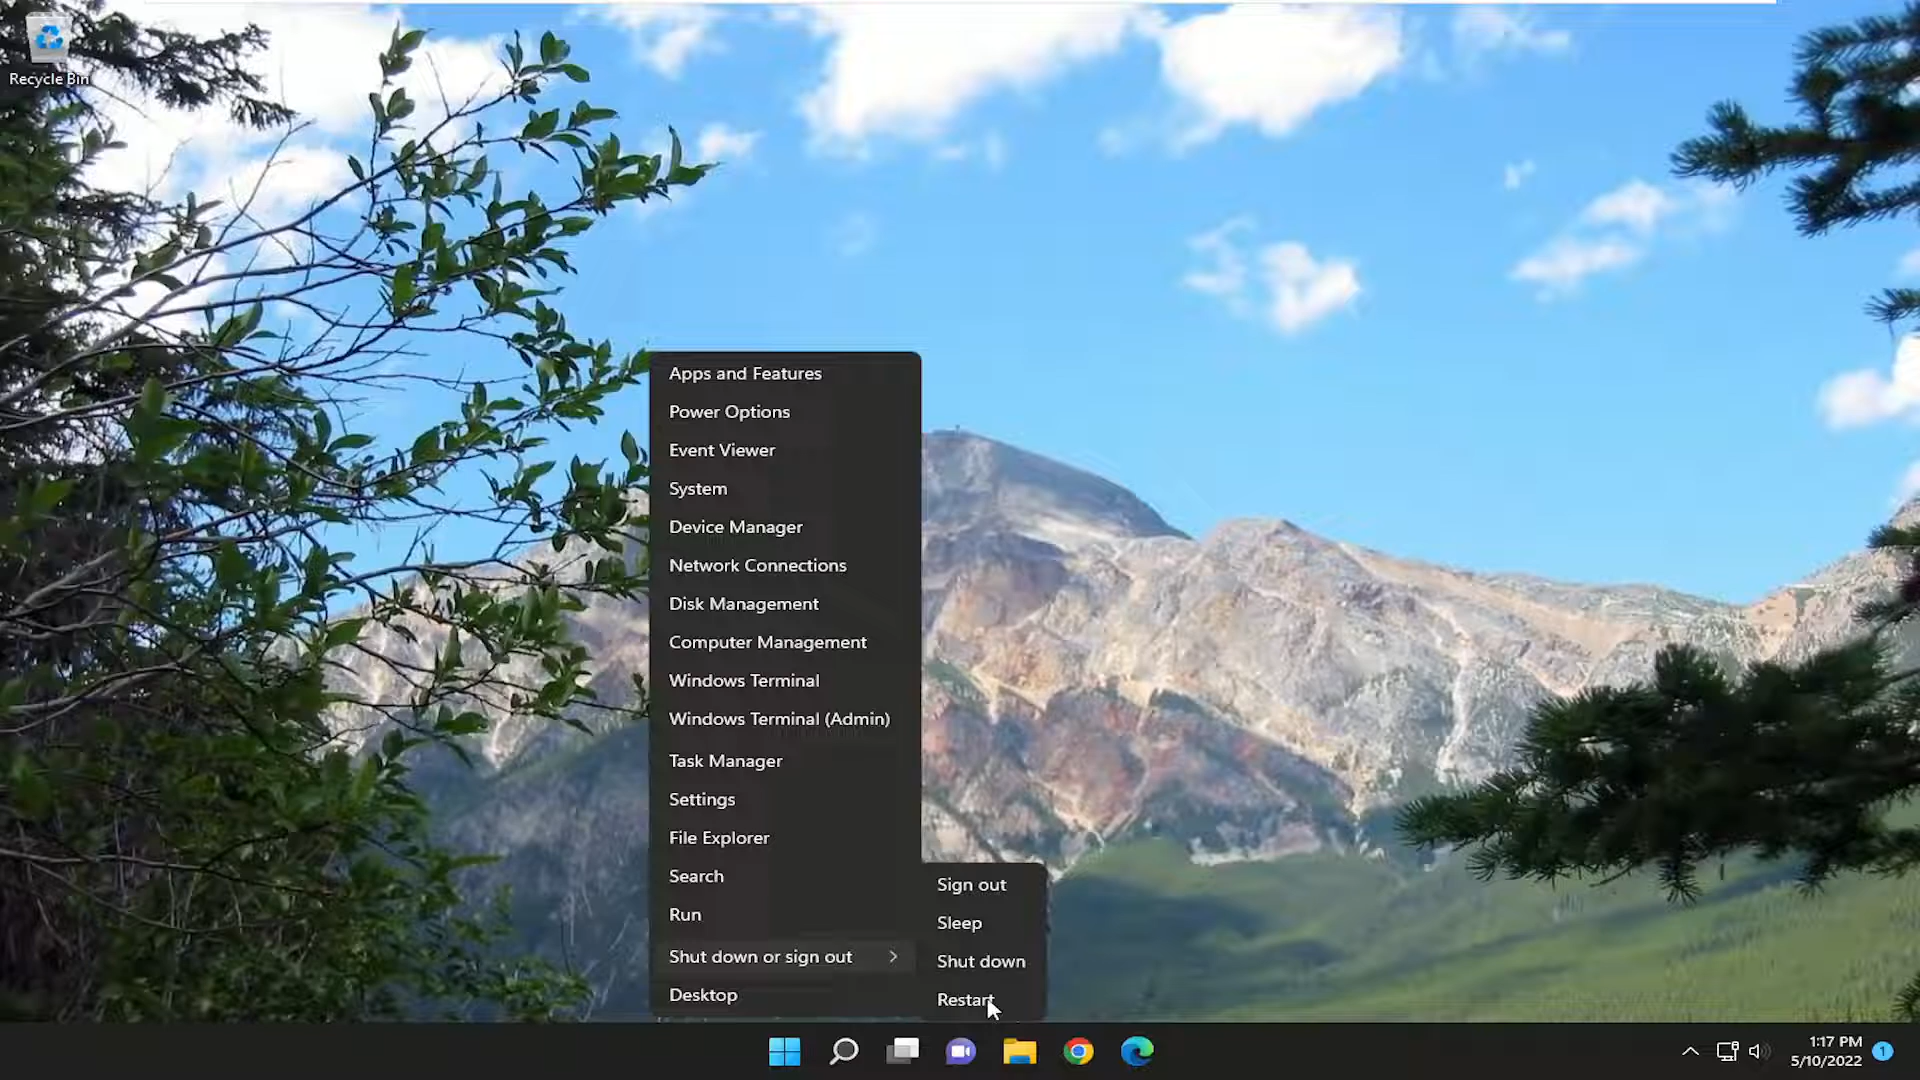 Recycle Bin
Apps and Features
Power Options
Event Viewer
System
Device Manager
Network Connections
Disk Management
Computer Management
Windows Terminal
Windows Terminal (Admin)
Task Manager
Settings
File Explorer
Search
Run
Shut down or sign out
Desktop
Sign out
Sleep
Shut down
Restart
1:17 PM
5/10/2022
1